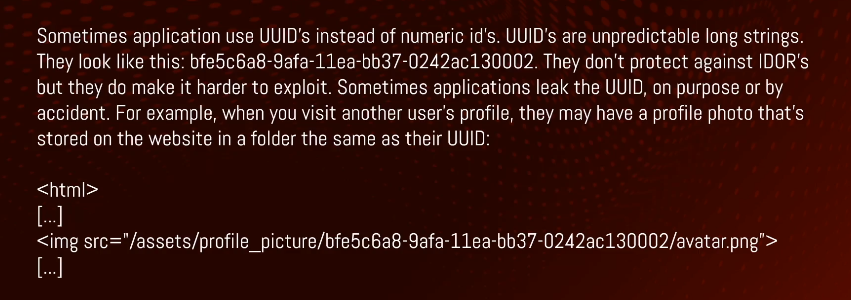 Sometimes application use UUID's instead of numeric id's. UUID's are unpredictable long strings.
They look like this: bfe5c6a8-9afa-11ea-bb37-0242ac130002. They don't protect against IDOR's
but they do make it harder to exploit. Sometimes applications leak the UUID, on purpose or by
accident. For example, when you visit another user's profile, they may have a profile photo that's
stored on the website in a folder the same as their UUID:
<html>
[...]
<img src="/assets/profile_picture/bfe5c6a8-9afa-11ea-bb37-0242ac130002/avatar.png">
[...]